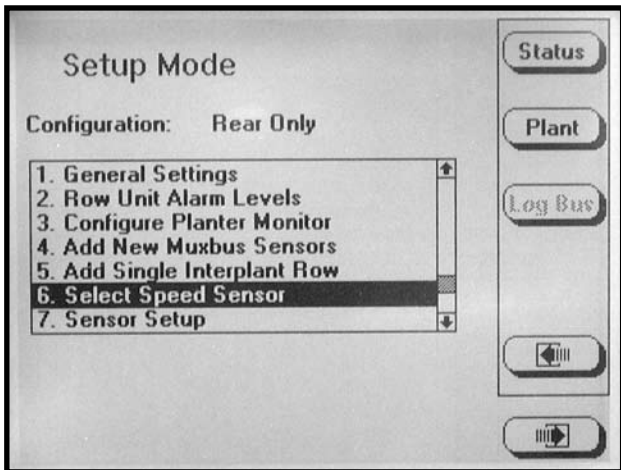 Setup Mode
Configuration: Rear Only
1. General Settings
2. Row Unit Alarm Levels
3. Configure Planter Monitor
4. Add New Muxbus Sensors
5. Add Single Interplant Row
6. Select Speed Sensor
7. Sensor Setup
Status
Plant
Log Bus